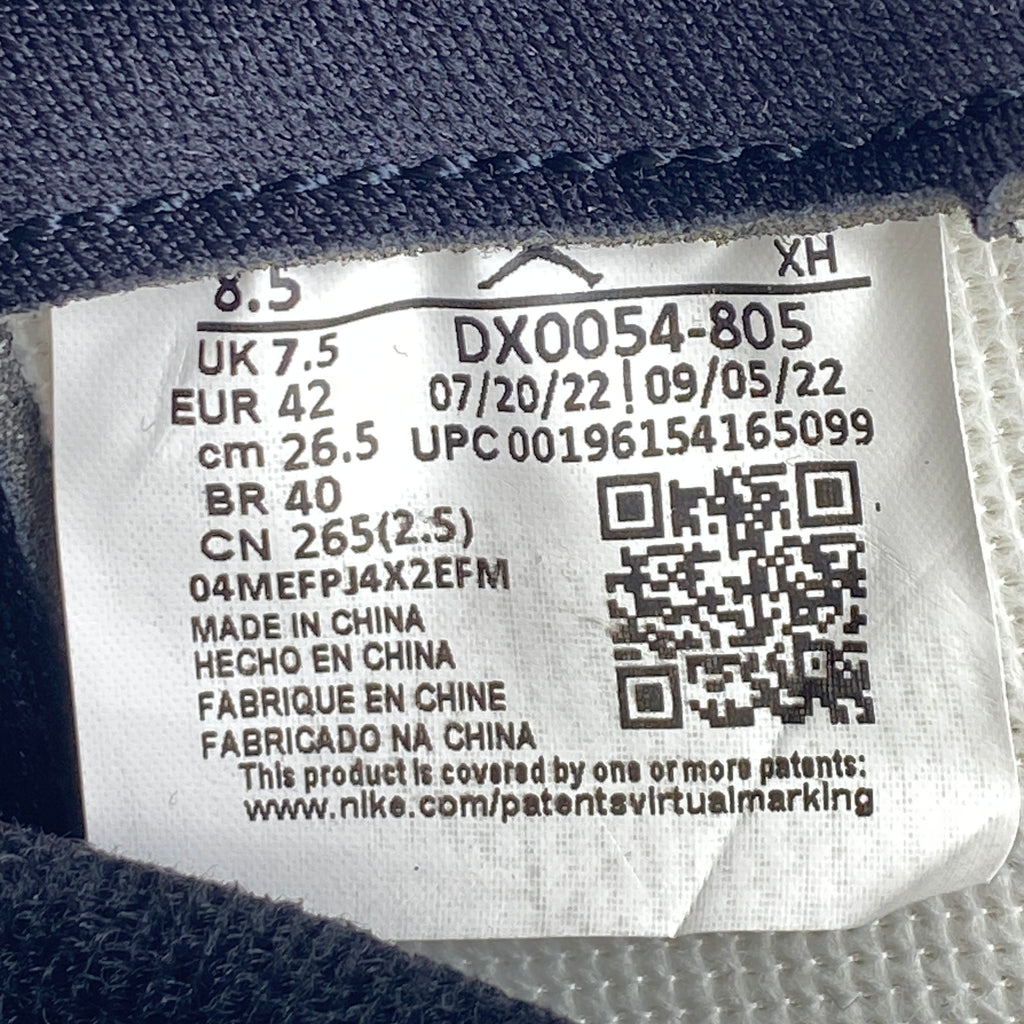 8.5 XH
UK 7.5 DX0054-805
EUR 42 07/20/22 | 09/05/22
cm 26.5 UPC 00196154165099
BR 40
CN 265(2.5)
04MEFPJ4X2EFM
MADE IN CHINA
HECHO EN CHINA
FABRIQUE EN CHINE
FABRICADO NA CHINA
This product is covered by one or more patents:
www.nike.com/patentsvirtualmarking